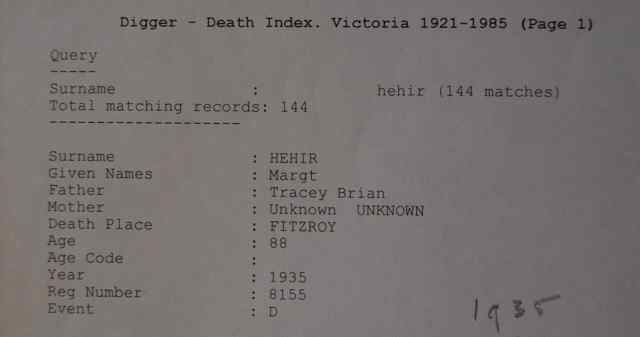 Digger - Death Index. Victoria 1921-1985 (Page 1)
Query
-----
Surname : hehir (144 matches)
Total matching records: 144
--------------------
Surname : HEHIR
Given Names : Margt
Father : Tracey Brian
Mother : Unknown UNKNOWN
Death Place : FITZROY
Age : 88
Age Code :
Year : 1935
Reg Number : 8155
Event : D
1935